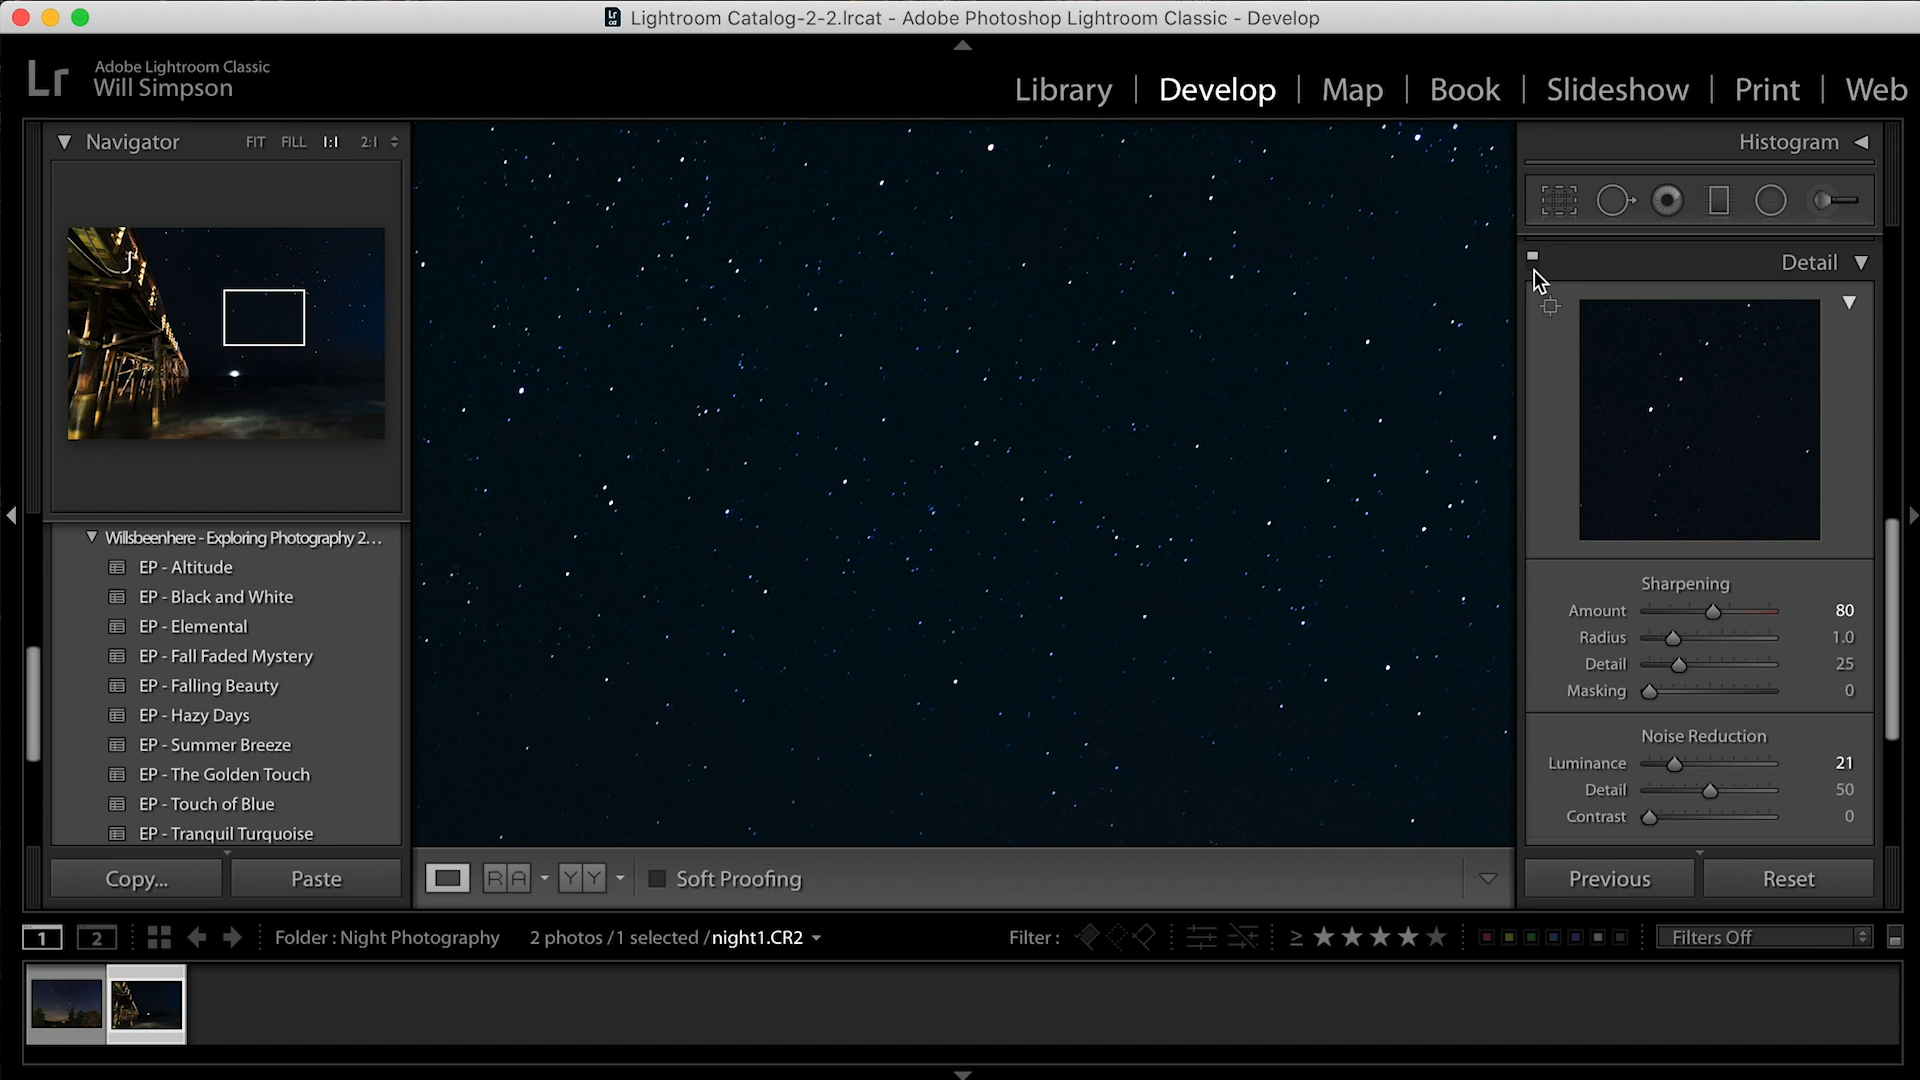 Lightroom Catalog-2-2.lrcat - Adobe Photoshop Lightroom Classic - Develop
Lr
Adobe Lightroom Classic
Will Simpson
Library | Develop | Map | Book | Slideshow | Print | Web
Navigator FIT FILL 1:1 2:1
Willsbeenhere - Exploring Photography 2...
EP - Altitude
EP - Black and White
EP - Elemental
EP - Fall Faded Mystery
EP - Falling Beauty
EP - Hazy Days
EP - Summer Breeze
EP - The Golden Touch
EP - Touch of Blue
EP - Tranquil Turquoise
Copy... Paste
R A Y Y Soft Proofing
Histogram
Detail
Sharpening
Amount 80
Radius 1.0
Detail 25
Masking 0
Noise Reduction
Luminance 21
Detail 50
Contrast 0
Previous Reset
1 2 Folder : Night Photography 2 photos / 1 selected / night1.CR2 Filter : ≥ ★★★★★ Filters Off